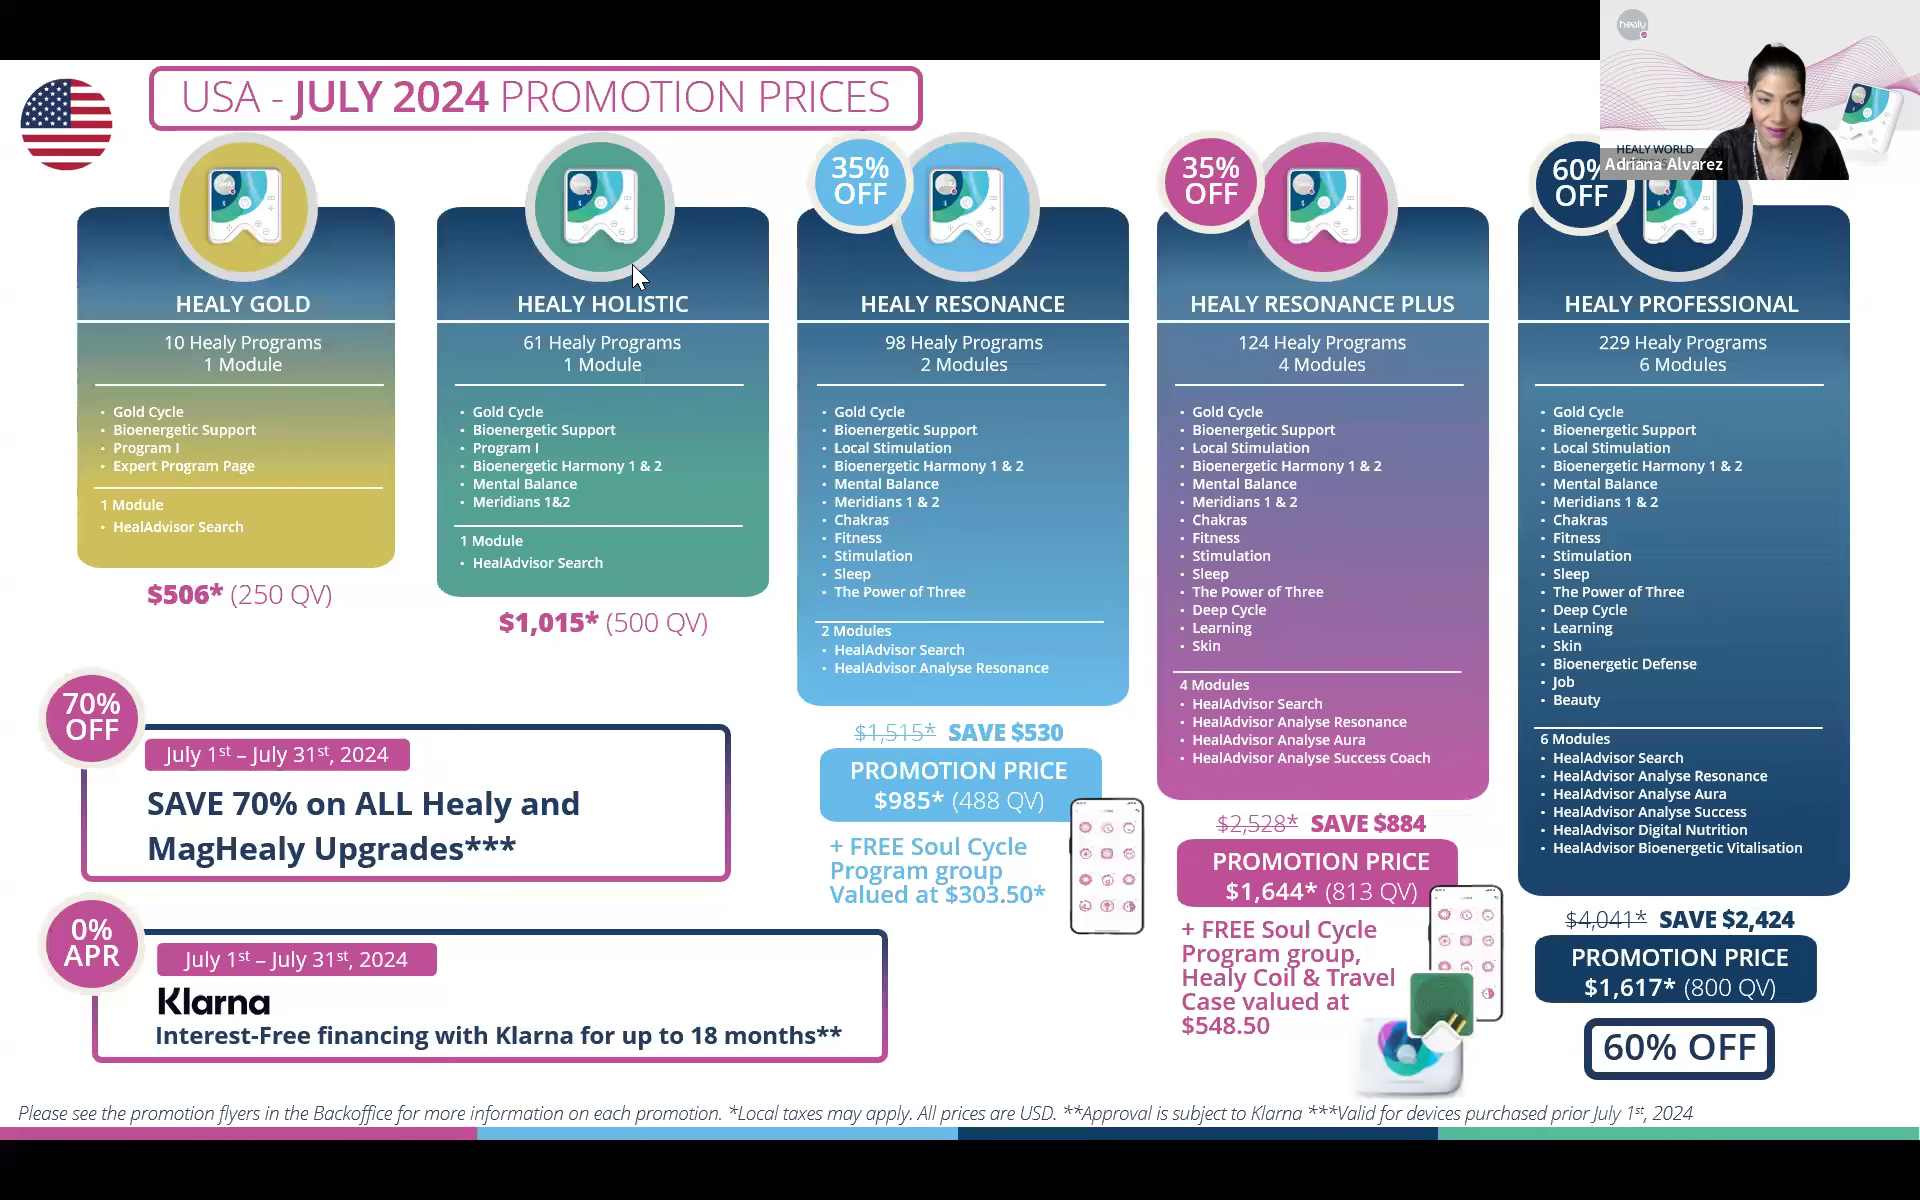 USA - JULY 2024 PROMOTION PRICES
healy
HEALY WORLD
Adriana Alvarez
HEALY GOLD
10 Healy Programs
1 Module
• Gold Cycle
• Bioenergetic Support
• Program I
• Expert Program Page
1 Module
• HealAdvisor Search
$506* (250 QV)
HEALY HOLISTIC
61 Healy Programs
1 Module
• Gold Cycle
• Bioenergetic Support
• Program I
• Bioenergetic Harmony 1 & 2
• Mental Balance
• Meridians 1&2
1 Module
• HealAdvisor Search
$1,015* (500 QV)
35%
OFF
HEALY RESONANCE
98 Healy Programs
2 Modules
• Gold Cycle
• Bioenergetic Support
• Local Stimulation
• Bioenergetic Harmony 1 & 2
• Mental Balance
• Meridians 1 & 2
• Chakras
• Fitness
• Stimulation
• Sleep
• The Power of Three
2 Modules
• HealAdvisor Search
• HealAdvisor Analyse Resonance
$1,515* SAVE $530
PROMOTION PRICE
$985* (488 QV)
+ FREE Soul Cycle
Program group
Valued at $303.50*
35%
OFF
HEALY RESONANCE PLUS
124 Healy Programs
4 Modules
• Gold Cycle
• Bioenergetic Support
• Local Stimulation
• Bioenergetic Harmony 1 & 2
• Mental Balance
• Meridians 1 & 2
• Chakras
• Fitness
• Stimulation
• Sleep
• The Power of Three
• Deep Cycle
• Learning
• Skin
4 Modules
• HealAdvisor Search
• HealAdvisor Analyse Resonance
• HealAdvisor Analyse Aura
• HealAdvisor Analyse Success Coach
$2,528* SAVE $884
PROMOTION PRICE
$1,644* (813 QV)
+ FREE Soul Cycle
Program group,
Healy Coil & Travel
Case valued at
$548.50
60%
OFF
HEALY PROFESSIONAL
229 Healy Programs
6 Modules
• Gold Cycle
• Bioenergetic Support
• Local Stimulation
• Bioenergetic Harmony 1 & 2
• Mental Balance
• Meridians 1 & 2
• Chakras
• Fitness
• Stimulation
• Sleep
• The Power of Three
• Deep Cycle
• Learning
• Skin
• Bioenergetic Defense
• Job
• Beauty
6 Modules
• HealAdvisor Search
• HealAdvisor Analyse Resonance
• HealAdvisor Analyse Aura
• HealAdvisor Analyse Success
• HealAdvisor Digital Nutrition
• HealAdvisor Bioenergetic Vitalisation
$4,041* SAVE $2,424
PROMOTION PRICE
$1,617* (800 QV)
60% OFF
70%
OFF
July 1st – July 31st, 2024
SAVE 70% on ALL Healy and
MagHealy Upgrades***
0%
APR
July 1st – July 31st, 2024
Klarna
Interest-Free financing with Klarna for up to 18 months**
Please see the promotion flyers in the Backoffice for more information on each promotion. *Local taxes may apply. All prices are USD. **Approval is subject to Klarna ***Valid for devices purchased prior July 1st, 2024